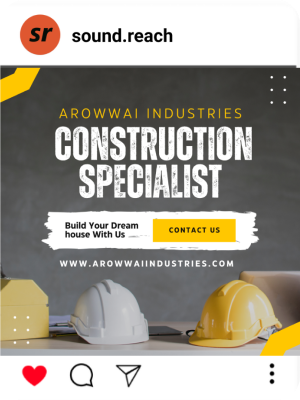 sr
sound.reach
AROWWAI INDUSTRIES
CONSTRUCTION
SPECIALIST
Build Your Dream
house With Us
CONTACT US
WWW.AROWWAIINDUSTRIES.COM